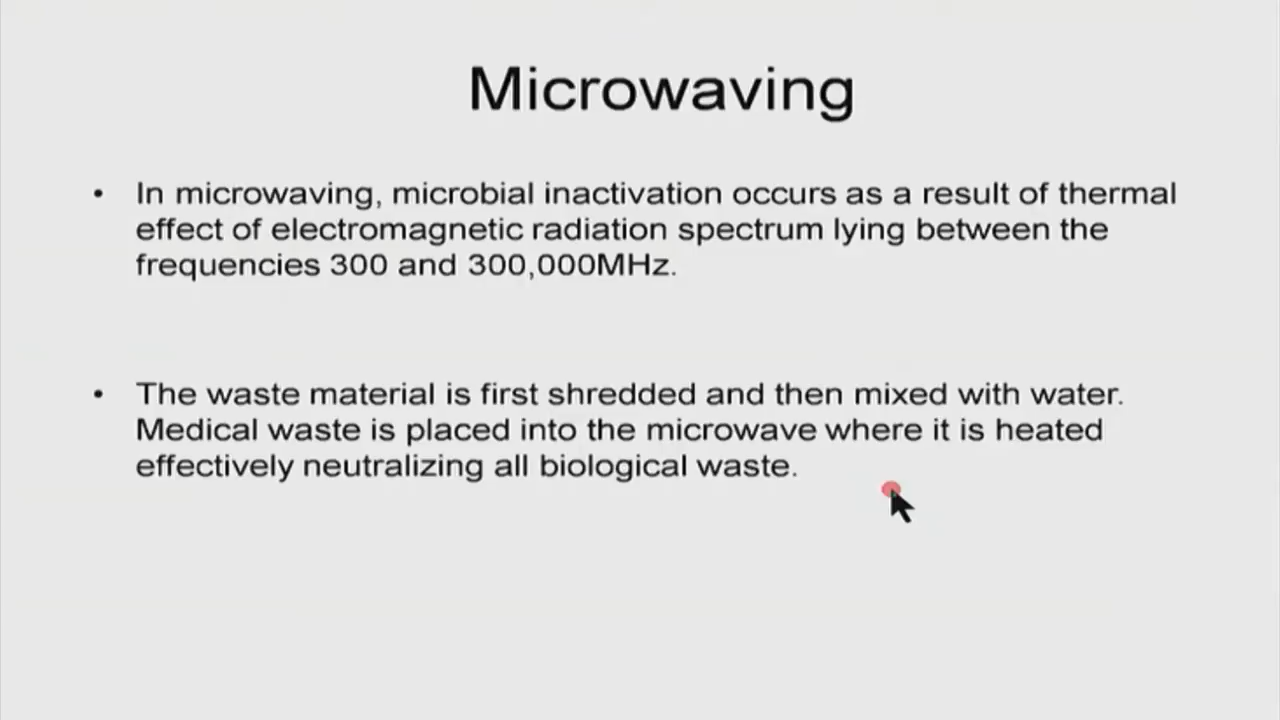 Microwaving
• In microwaving, microbial inactivation occurs as a result of thermal
effect of electromagnetic radiation spectrum lying between the
frequencies 300 and 300,000MHz.
• The waste material is first shredded and then mixed with water.
Medical waste is placed into the microwave where it is heated
effectively neutralizing all biological waste.